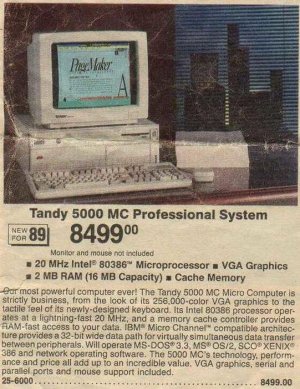 PageMaker
A
Tandy 5000 MC Professional System
NEW FOR 89 8499⁰⁰
Monitor and mouse not included
■ 20 MHz Intel® 80386™ Microprocessor ■ VGA Graphics
■ 2 MB RAM (16 MB Capacity) ■ Cache Memory
Our most powerful computer ever! The Tandy 5000 MC Micro Computer is
strictly business, from the look of its 256,000-color VGA graphics to the
tactile feel of its newly-designed keyboard. Its Intel 80386 processor oper-
ates at a lightning-fast 20 MHz, and a memory cache controller provides
RAM-fast access to your data. IBM® Micro Channel™ compatible architec-
ture provides a 32-bit wide data path for virtually simultaneous data transfer
between peripherals. Will operate MS-DOS® 3.3, MS® OS/2, SCO® XENIX®
386 and network operating software. The 5000 MC's technology, perform-
ance and price all add up to an incredible value. VGA graphics, serial and
parallel ports and mouse support included.
25-6000 8499.00